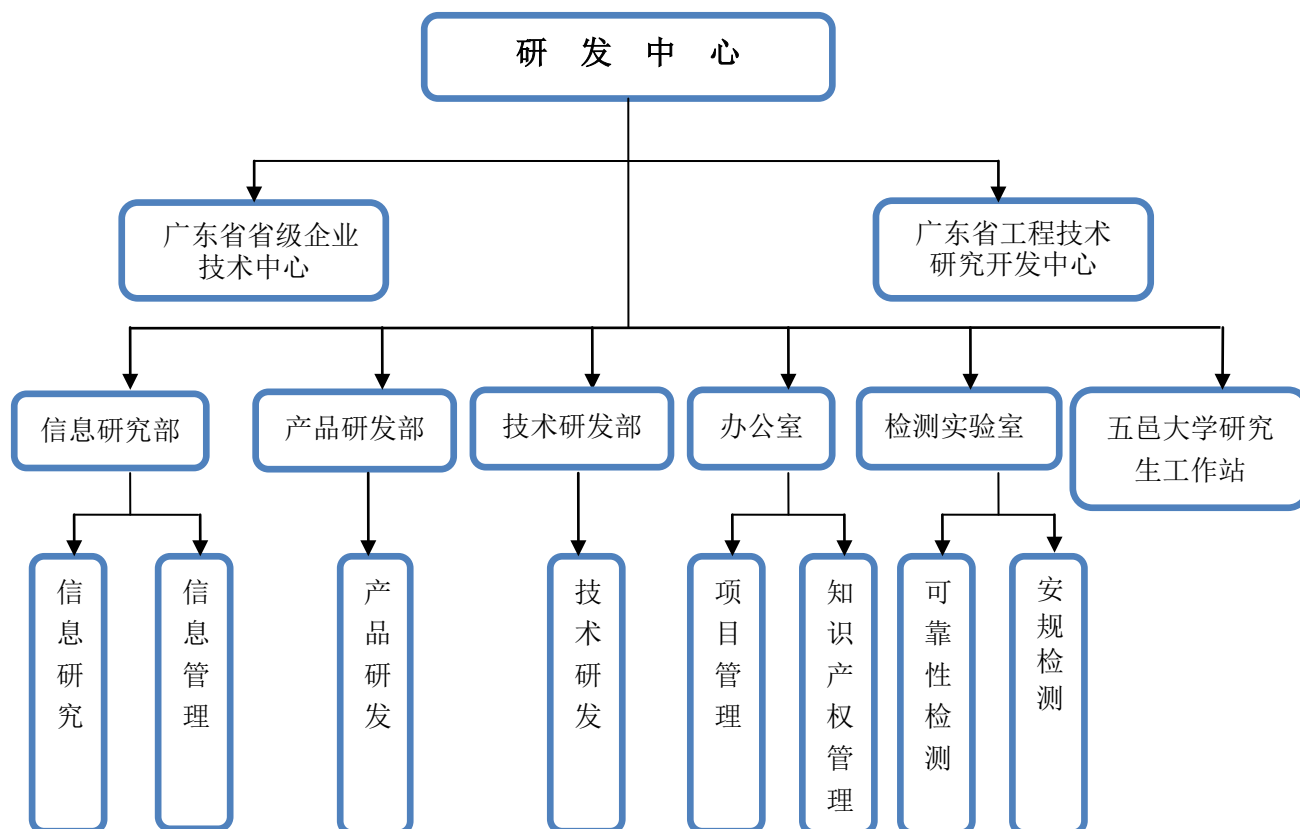 研 发 中 心
广东省省级企业
技术中心
广东省工程技术
研究开发中心
信息研究部
产品研发部
技术研发部
办公室
检测实验室
五邑大学研究
生工作站
信息研究
信息管理
产品研发
技术研发
项目管理
知识产权管理
可靠性检测
安规检测